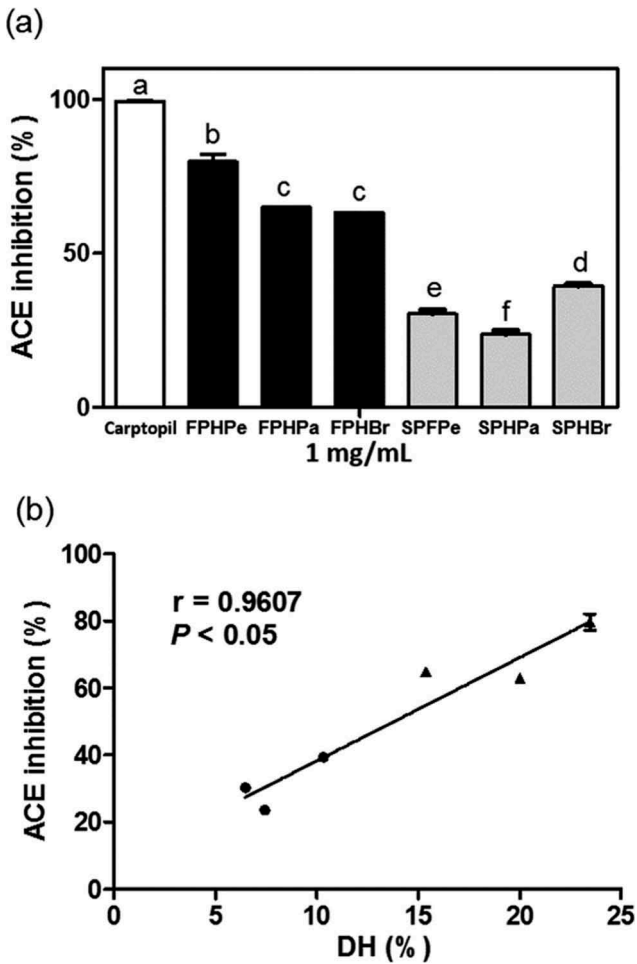 (a)
ACE inhibition (%)
100
50
0
a
b
c
c
e
f
d
Carptopil FPHPe FPHPa FPHBr SPFPe SPHPa SPHBr
1 mg/mL
(b)
ACE inhibition (%)
100
80
60
40
20
0
r = 0.9607
P < 0.05
0 5 10 15 20 25
DH (%)